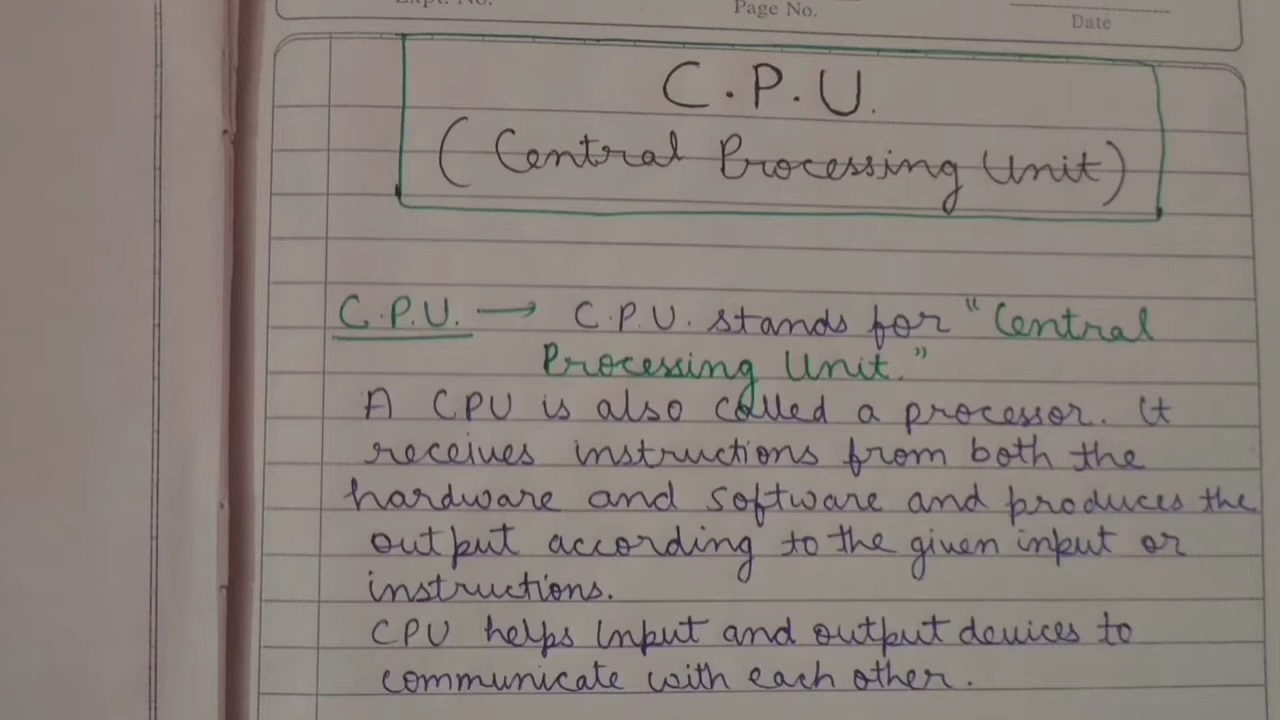 Expt. No.
Page No.
Date
C.P.U.
(Central Processing Unit)
C.P.U. → C.P.U. stands for "Central
Processing Unit."
A CPU is also called a processor. It
receives instructions from both the
hardware and software and produces the
output according to the given input or
instructions.
CPU helps input and output devices to
communicate with each other.